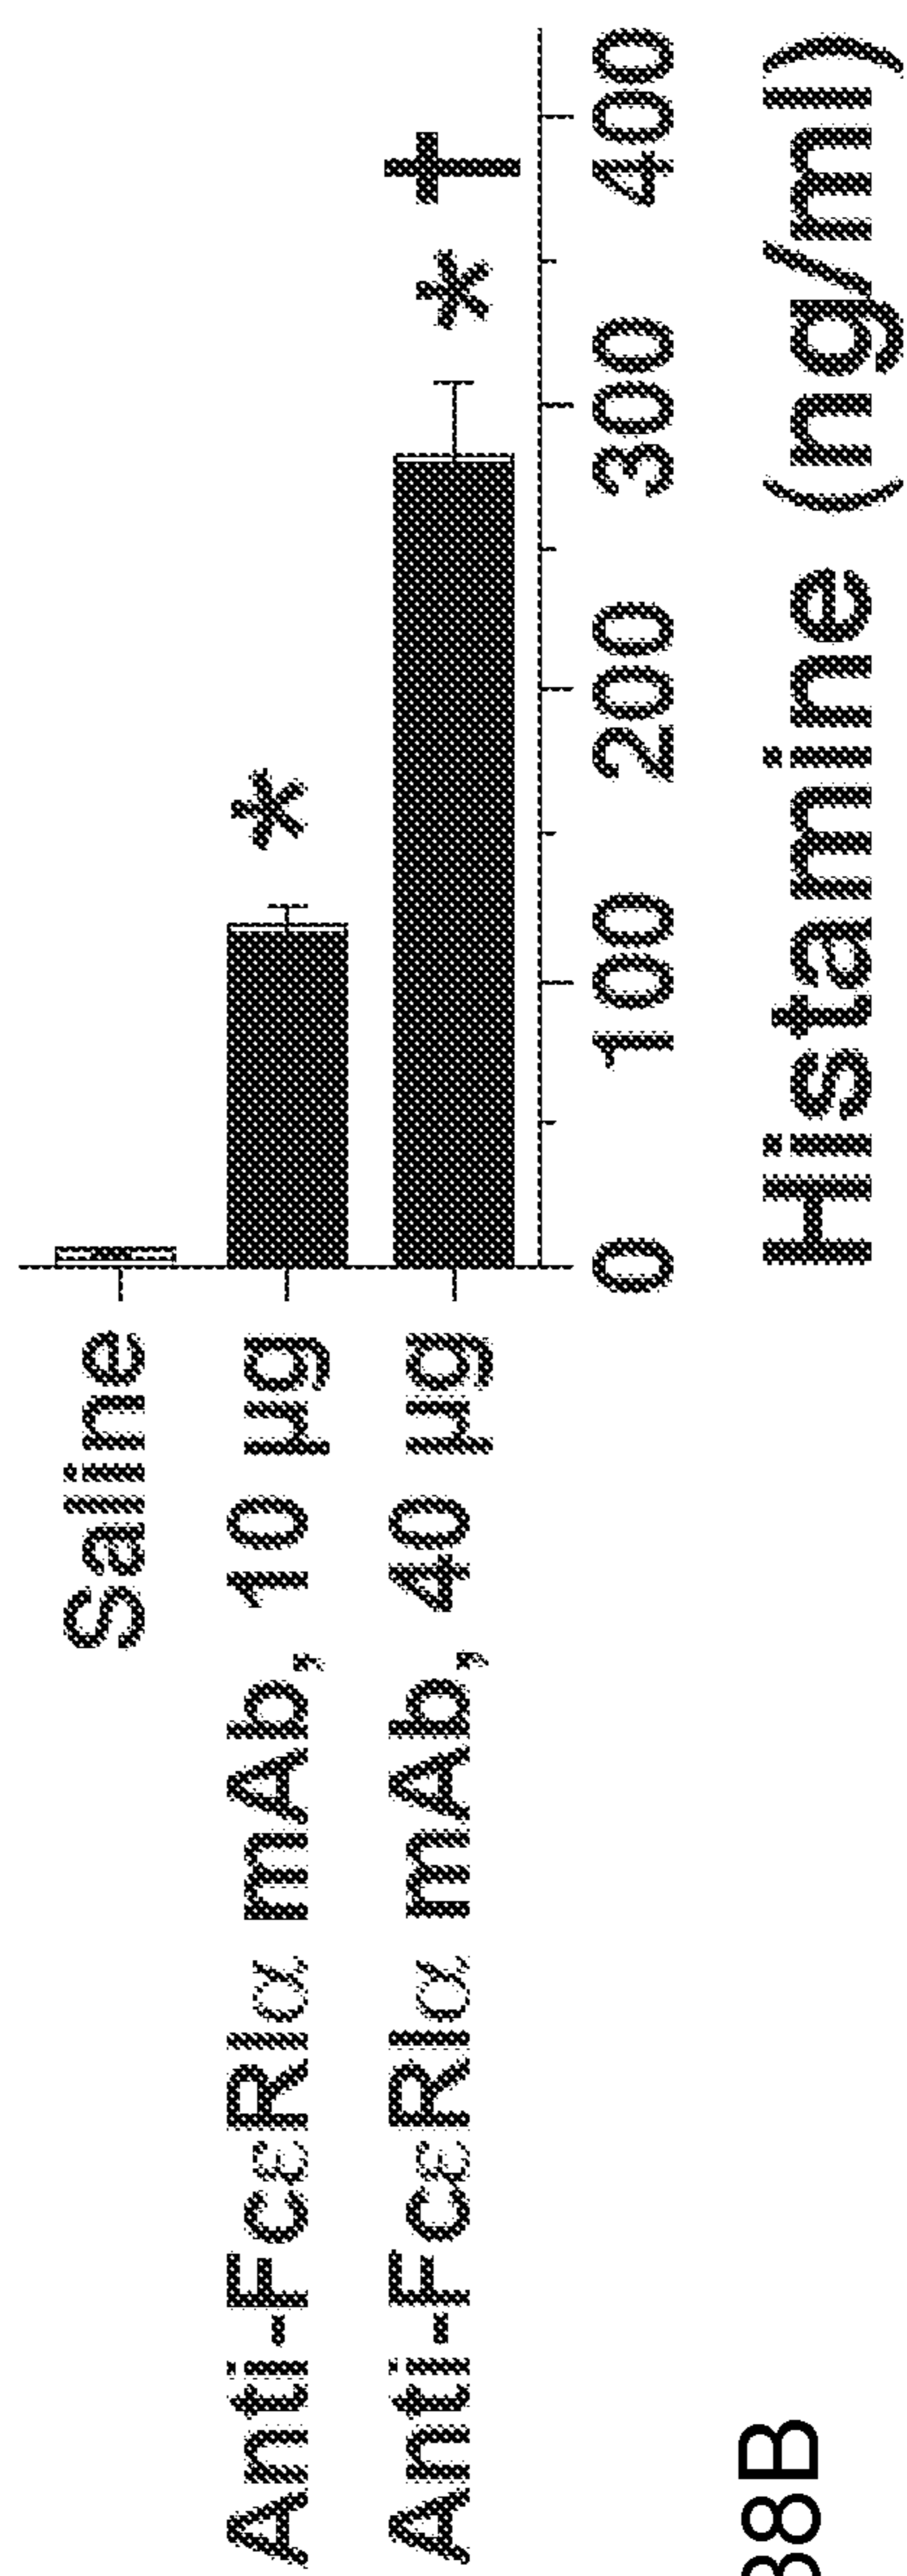 Saline
Anti-FcεRIα mAb, 10 µg
*
Anti-FcεRIα mAb, 40 µg
* †
0 100 200 300 400
Histamine (ng/ml)
38B